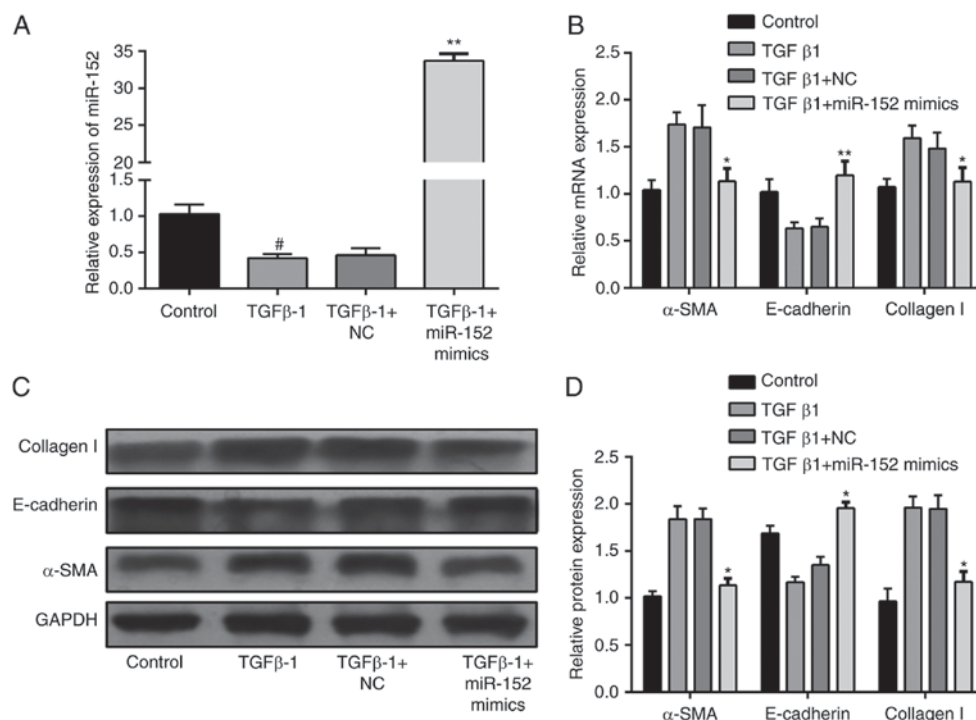 A
Relative expression of miR-152
35
30
25
20
1.5
1.0
0.5
0.0
#
**
Control
TGFβ-1
TGFβ-1+
NC
TGFβ-1+
miR-152
mimics
B
Control
TGF β1
TGF β1+NC
TGF β1+miR-152 mimics
Relative mRNA expression
2.5
2.0
1.5
1.0
0.5
0.0
*
**
*
α-SMA
E-cadherin
Collagen I
C
Collagen I
E-cadherin
α-SMA
GAPDH
Control
TGFβ-1
TGFβ-1+
NC
TGFβ-1+
miR-152
mimics
D
Control
TGF β1
TGF β1+NC
TGF β1+miR-152 mimics
Relative protein expression
2.5
2.0
1.5
1.0
0.5
0.0
*
*
*
α-SMA
E-cadherin
Collagen I